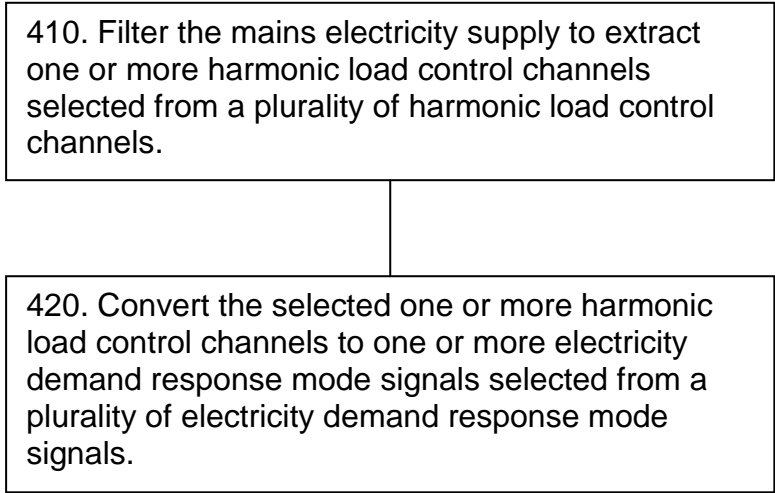 410. Filter the mains electricity supply to extract
one or more harmonic load control channels
selected from a plurality of harmonic load control
channels.
420. Convert the selected one or more harmonic
load control channels to one or more electricity
demand response mode signals selected from a
plurality of electricity demand response mode
signals.